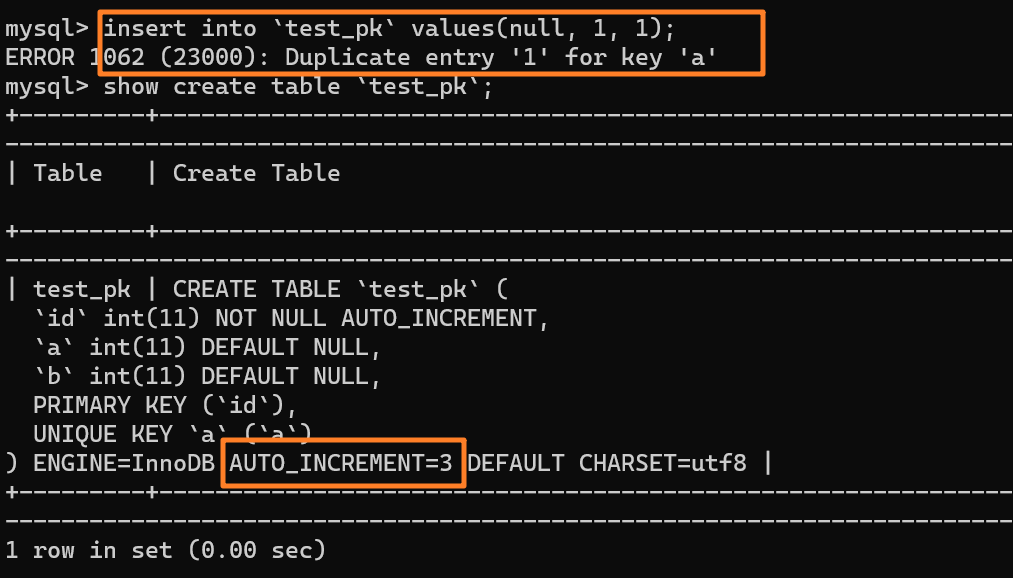 mysql> insert into `test_pk` values(null, 1, 1);
ERROR 1062 (23000): Duplicate entry '1' for key 'a'
mysql> show create table `test_pk`;
+---------+-------------------------------------------------------------
------------------------------------------------------------------------
| Table   | Create Table
+---------+-------------------------------------------------------------
------------------------------------------------------------------------
| test_pk | CREATE TABLE `test_pk` (
  `id` int(11) NOT NULL AUTO_INCREMENT,
  `a` int(11) DEFAULT NULL,
  `b` int(11) DEFAULT NULL,
  PRIMARY KEY (`id`),
  UNIQUE KEY `a` (`a`)
) ENGINE=InnoDB AUTO_INCREMENT=3 DEFAULT CHARSET=utf8 |
+---------+-------------------------------------------------------------
------------------------------------------------------------------------
1 row in set (0.00 sec)